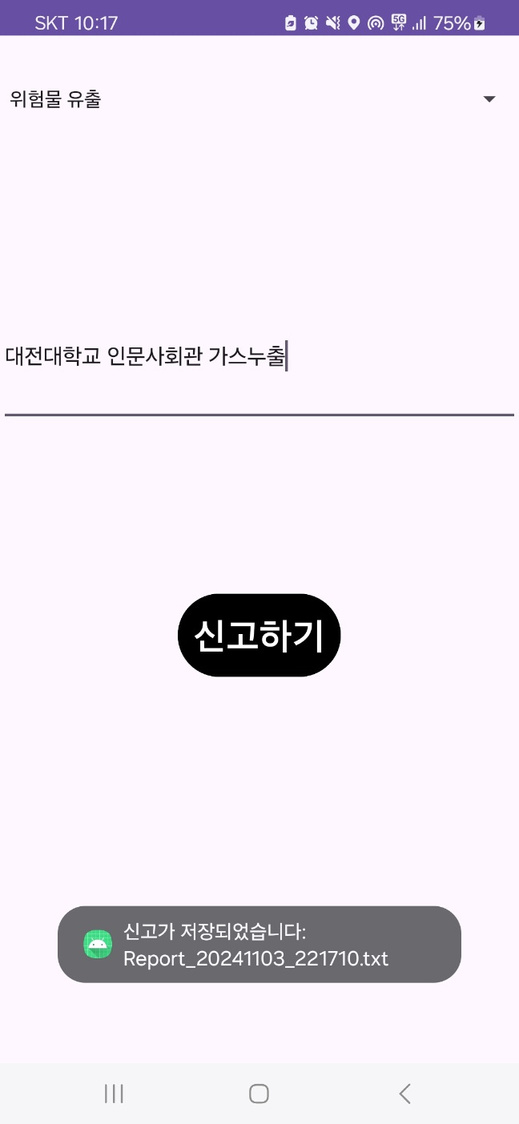 SKT 10:17 5G 75%
위험물 유출
대전대학교 인문사회관 가스누출
신고하기
신고가 저장되었습니다:
Report_20241103_221710.txt